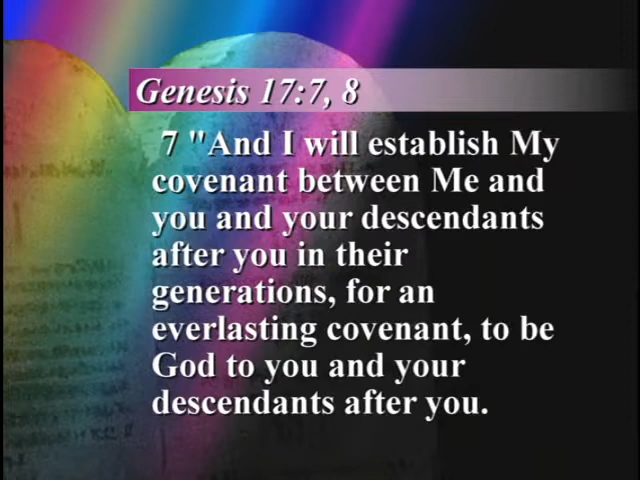 Genesis 17:7, 8
7 "And I will establish My
covenant between Me and
you and your descendants
after you in their
generations, for an
everlasting covenant, to be
God to you and your
descendants after you.